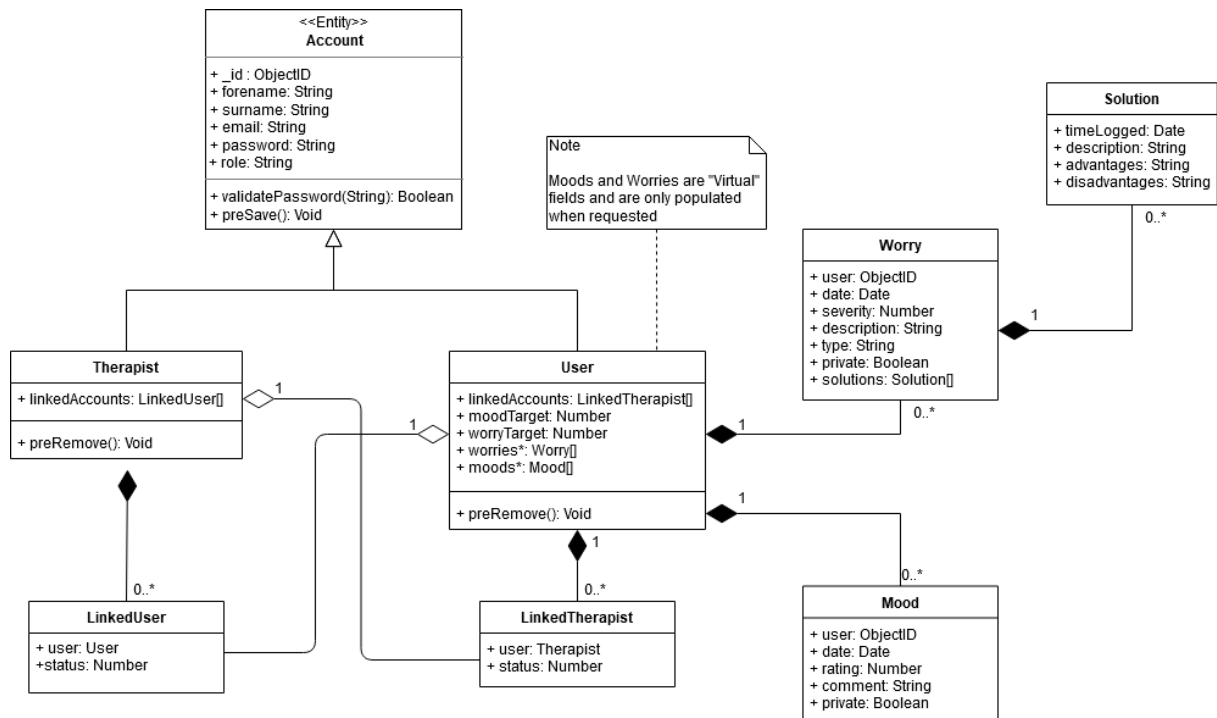 <<Entity>>
Account
+ _id : ObjectID
+ forename: String
+ surname: String
+ email: String
+ password: String
+ role: String
+ validatePassword(String): Boolean
+ preSave(): Void
Note
Moods and Worries are "Virtual"
fields and are only populated
when requested
Solution
+ timeLogged: Date
+ description: String
+ advantages: String
+ disadvantages: String
0..*
Worry
+ user: ObjectID
+ date: Date
+ severity: Number
+ description: String
+ type: String
+ private: Boolean
+ solutions: Solution[]
1
0..*
Therapist
+ linkedAccounts: LinkedUser[]
+ preRemove(): Void
1
1
User
+ linkedAccounts: LinkedTherapist[]
+ moodTarget: Number
+ worryTarget: Number
+ worries*: Worry[]
+ moods*: Mood[]
+ preRemove(): Void
1
1
1
0..*
0..*
0..*
LinkedUser
+ user: User
+status: Number
LinkedTherapist
+ user: Therapist
+ status: Number
Mood
+ user: ObjectID
+ date: Date
+ rating: Number
+ comment: String
+ private: Boolean